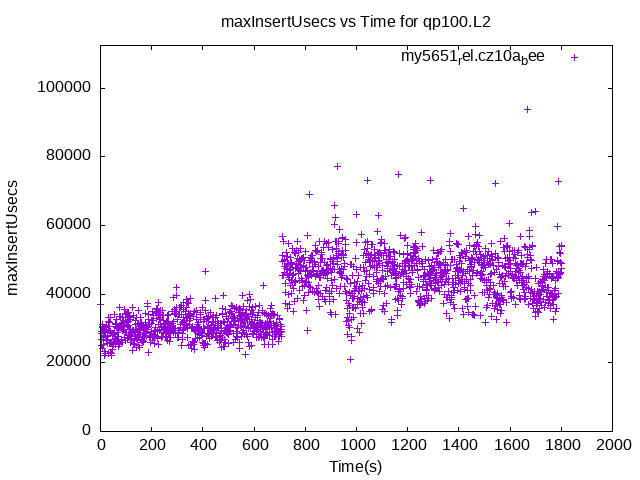 maxInsertUsecs vs Time for qp100.L2
my5651rel.cz10abee
maxInsertUsecs
100000
80000
60000
40000
20000
0
0 200 400 600 800 1000 1200 1400 1600 1800 2000
Time(s)